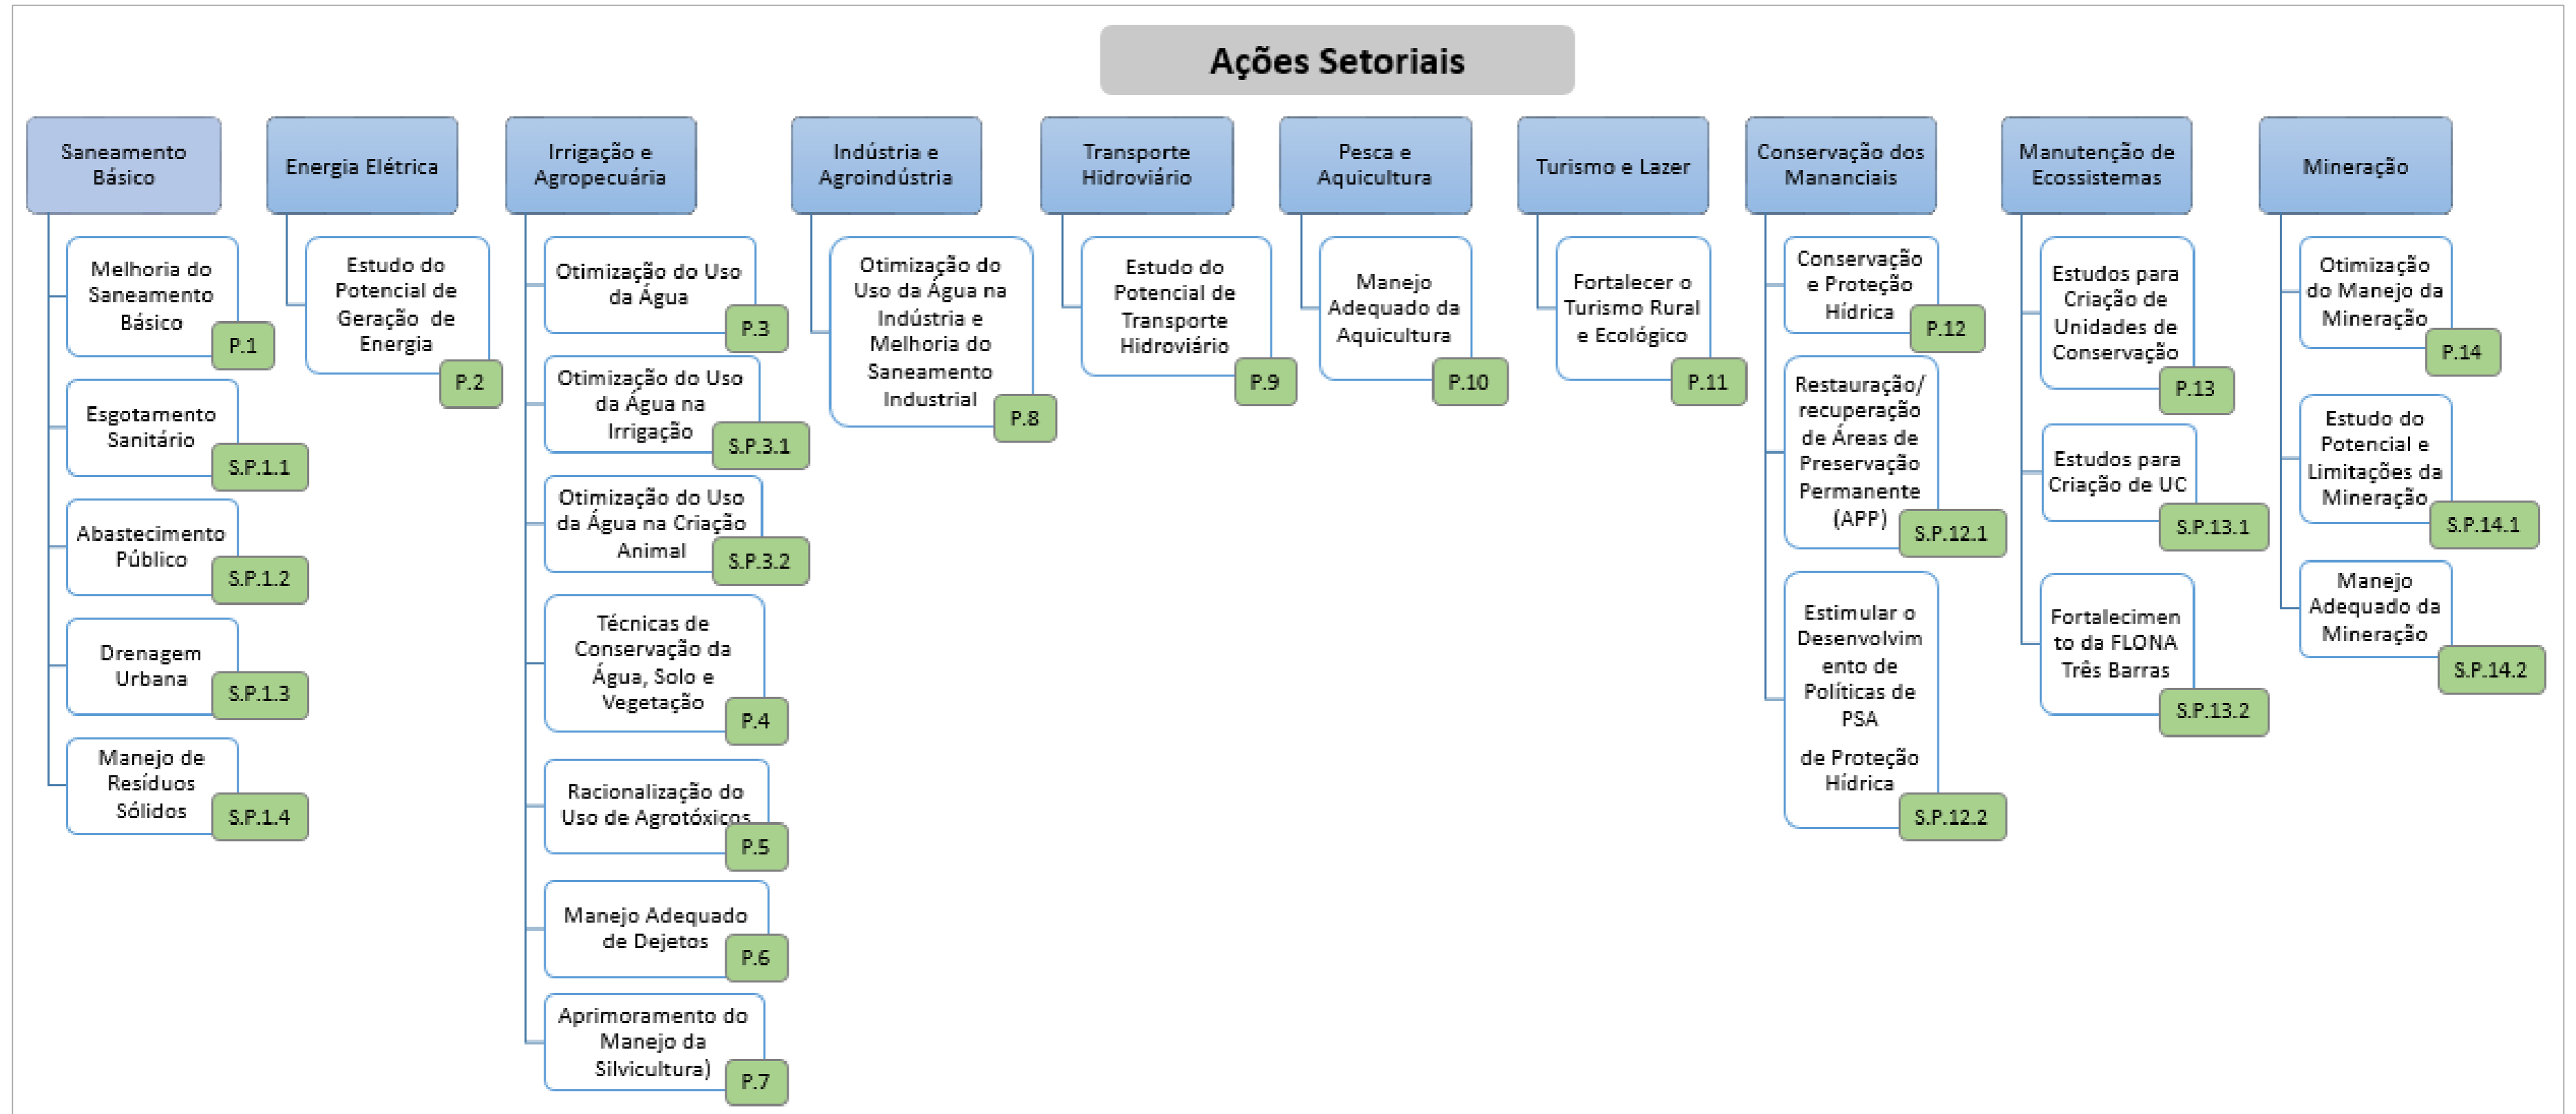 Ações Setoriais
Saneamento
Básico
Melhoria do
Saneamento
Básico
P.1
Esgotamento
Sanitário
S.P.1.1
Abastecimento
Público
S.P.1.2
Drenagem
Urbana
S.P.1.3
Manejo de
Resíduos
Sólidos
S.P.1.4
Energia Elétrica
Estudo do
Potencial de
Geração de
Energia
P.2
Irrigação e
Agropecuária
Otimização do Uso
da Água
P.3
Otimização do Uso
da Água na
Irrigação
S.P.3.1
Otimização do Uso
da Água na Criação
Animal
S.P.3.2
Técnicas de
Conservação da
Água, Solo e
Vegetação
P.4
Racionalização do
Uso de Agrotóxicos
P.5
Manejo Adequado
de Dejetos
P.6
Aprimoramento do
Manejo da
Silvicultura)
P.7
Indústria e
Agroindústria
Otimização do
Uso da Água na
Indústria e
Melhoria do
Saneamento
Industrial
P.8
Transporte
Hidroviário
Estudo do
Potencial de
Transporte
Hidroviário
P.9
Pesca e
Aquicultura
Manejo
Adequado da
Aquicultura
P.10
Turismo e Lazer
Fortalecer o
Turismo Rural
e Ecológico
P.11
Conservação dos
Mananciais
Conservação
e Proteção
Hídrica
P.12
Restauração/
recuperação
de Áreas de
Preservação
Permanente
(APP)
S.P.12.1
Estimular o
Desenvolvim
ento de
Políticas de
PSA
de Proteção
Hídrica
S.P.12.2
Manutenção de
Ecossistemas
Estudos para
Criação de
Unidades de
Conservação
P.13
Estudos para
Criação de UC
S.P.13.1
Fortalecimen
to da FLONA
Três Barras
S.P.13.2
Mineração
Otimização
do Manejo da
Mineração
P.14
Estudo do
Potencial e
Limitações da
Mineração
S.P.14.1
Manejo
Adequado da
Mineração
S.P.14.2